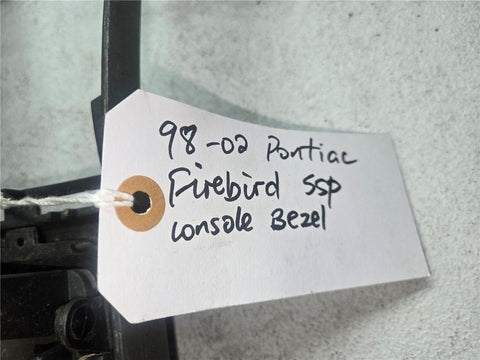 98-02 Pontiac
Firebird SSP
Console Bezel